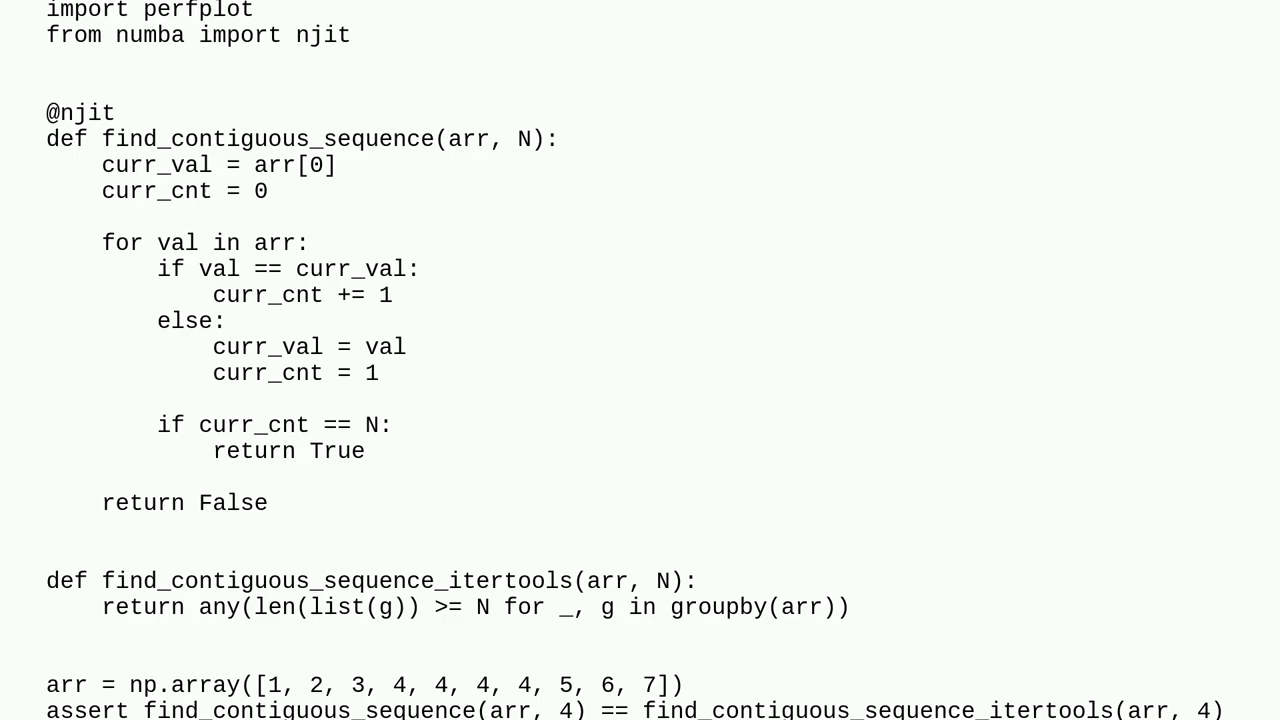 import perfplot
from numba import njit
@njit
def find_contiguous_sequence(arr, N):
    curr_val = arr[0]
    curr_cnt = 0
    for val in arr:
        if val == curr_val:
            curr_cnt += 1
        else:
            curr_val = val
            curr_cnt = 1
        if curr_cnt == N:
            return True
    return False
def find_contiguous_sequence_itertools(arr, N):
    return any(len(list(g)) >= N for _, g in groupby(arr))
arr = np.array([1, 2, 3, 4, 4, 4, 4, 5, 6, 7])
assert find_contiguous_sequence(arr, 4) == find_contiguous_sequence_itertools(arr, 4)